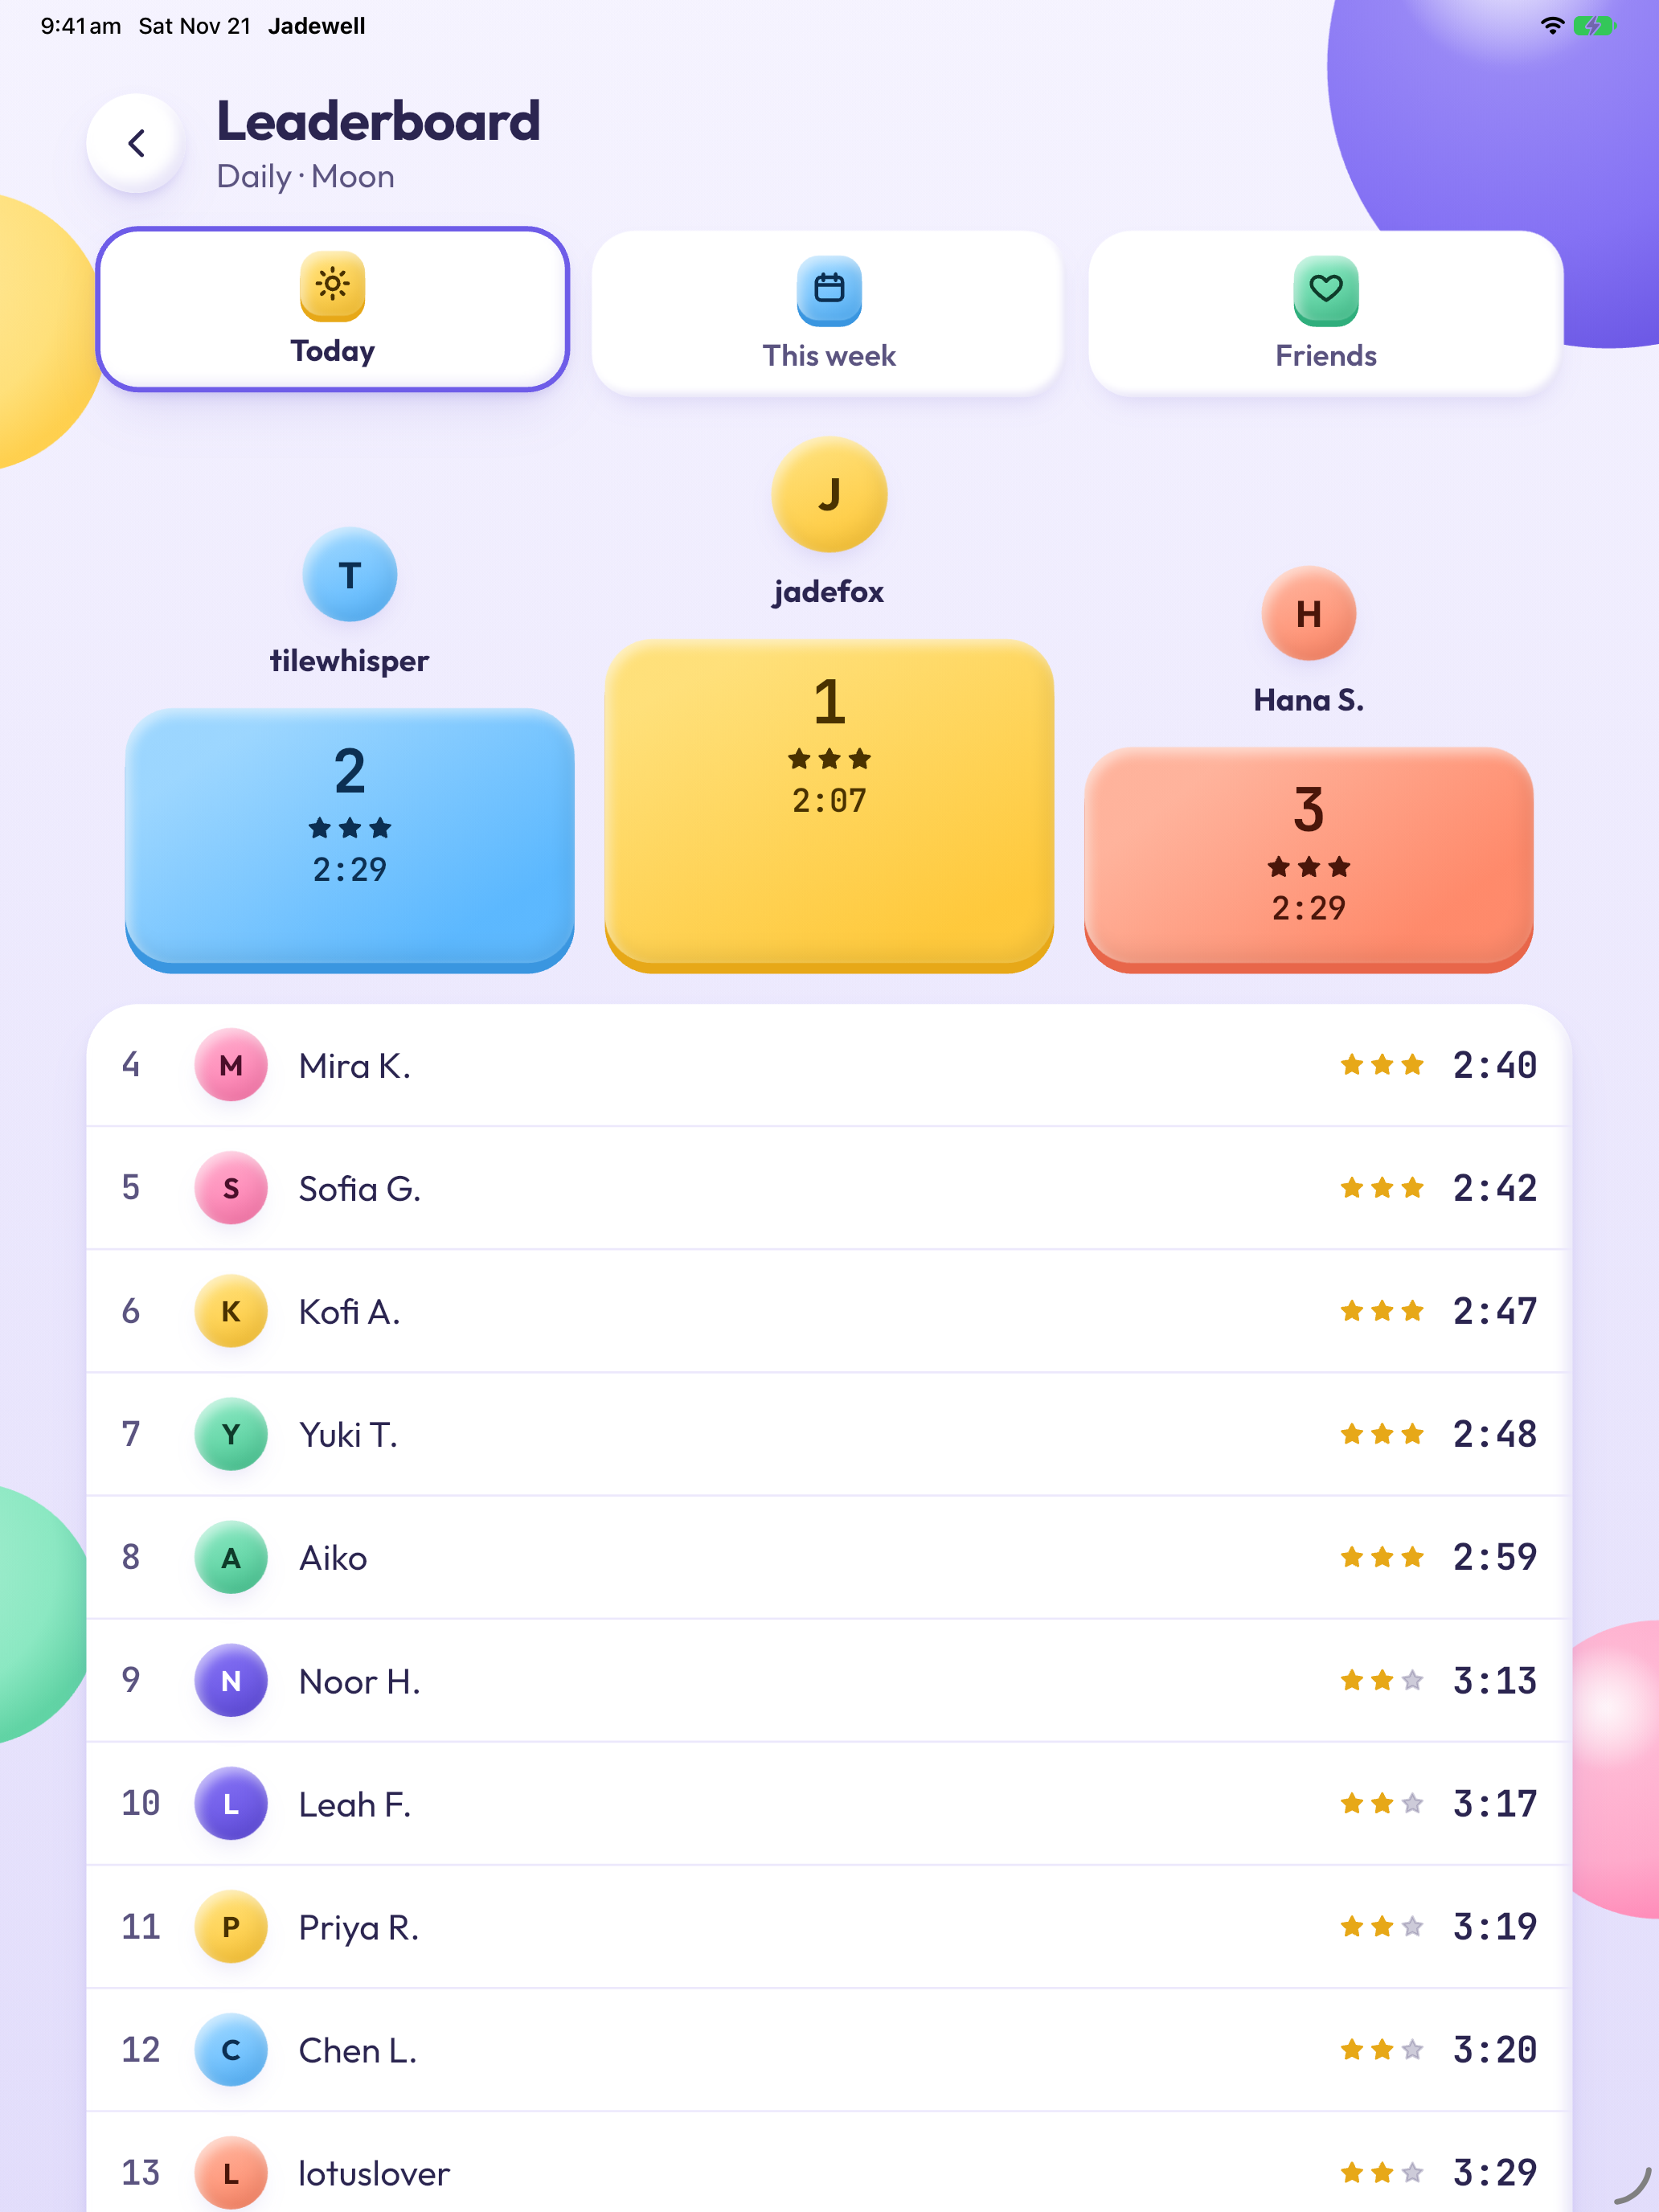 9:41 am Sat Nov 21 Jadewell
Leaderboard
Daily · Moon
Today
This week
Friends
J
jadefox
T
tilewhisper
H
Hana S.
1
2:07
2
2:29
3
2:29
4 M Mira K. 2:40
5 S Sofia G. 2:42
6 K Kofi A. 2:47
7 Y Yuki T. 2:48
8 A Aiko 2:59
9 N Noor H. 3:13
10 L Leah F. 3:17
11 P Priya R. 3:19
12 C Chen L. 3:20
13 L lotuslover 3:29